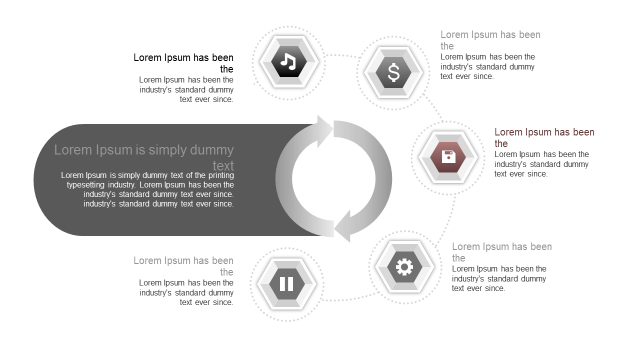 Lorem Ipsum has been
the
Lorem Ipsum has been the
industry's standard dummy
text ever since.
Lorem Ipsum has been
the
Lorem Ipsum has been the
industry's standard dummy
text ever since.
$
Lorem Ipsum has been
the
Lorem Ipsum has been the
industry's standard dummy
text ever since.
Lorem Ipsum is simply dummy
text
Lorem Ipsum is simply dummy text of the printing
typesetting industry. Lorem Ipsum has been the
industry's standard dummy text ever since.
industry's standard dummy text ever since.
Lorem Ipsum has been
the
Lorem Ipsum has been the
industry's standard dummy
text ever since.
Lorem Ipsum has been
the
Lorem Ipsum has been the
industry's standard dummy
text ever since.